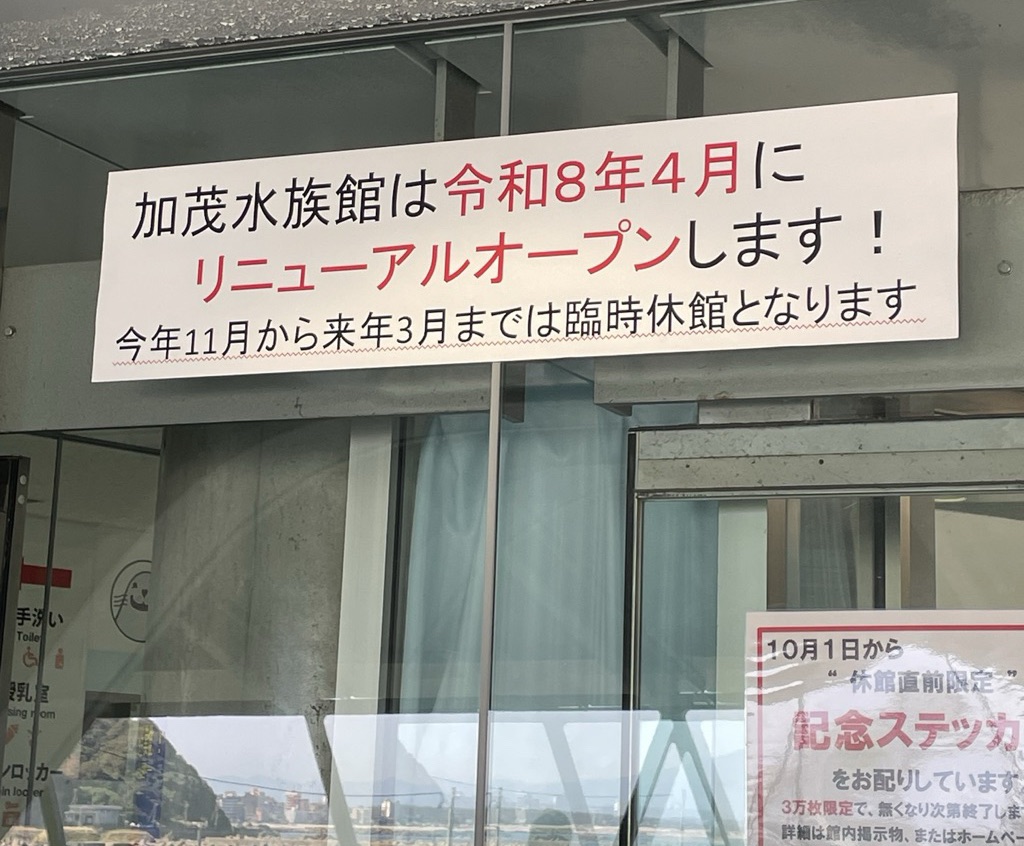 加茂水族館は令和8年4月に
リニューアルオープンします！
今年11月から来年3月までは臨時休館となります
手洗い
Toilet
乳室
sing room
ロッカー
in locker
10月1日から
“休館直前限定”
記念ステッカ
をお配りしています
3万枚限定で、無くなり次第終了しま
詳細は館内掲示物、またはホームペー